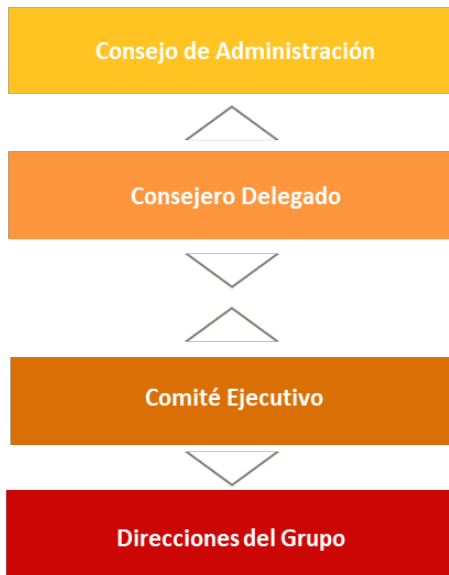 Consejo de Administración
Consejero Delegado
Comité Ejecutivo
Direcciones del Grupo